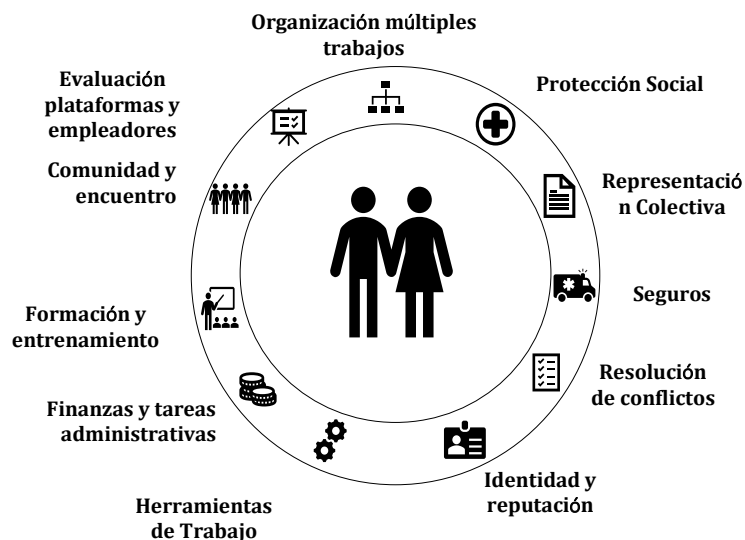 Organización múltiples
trabajos
Protección Social
Representació
n Colectiva
Seguros
Resolución
de conflictos
Identidad y
reputación
Herramientas
de Trabajo
Finanzas y tareas
administrativas
Formación y
entrenamiento
Comunidad y
encuentro
Evaluación
plataformas y
empleadores